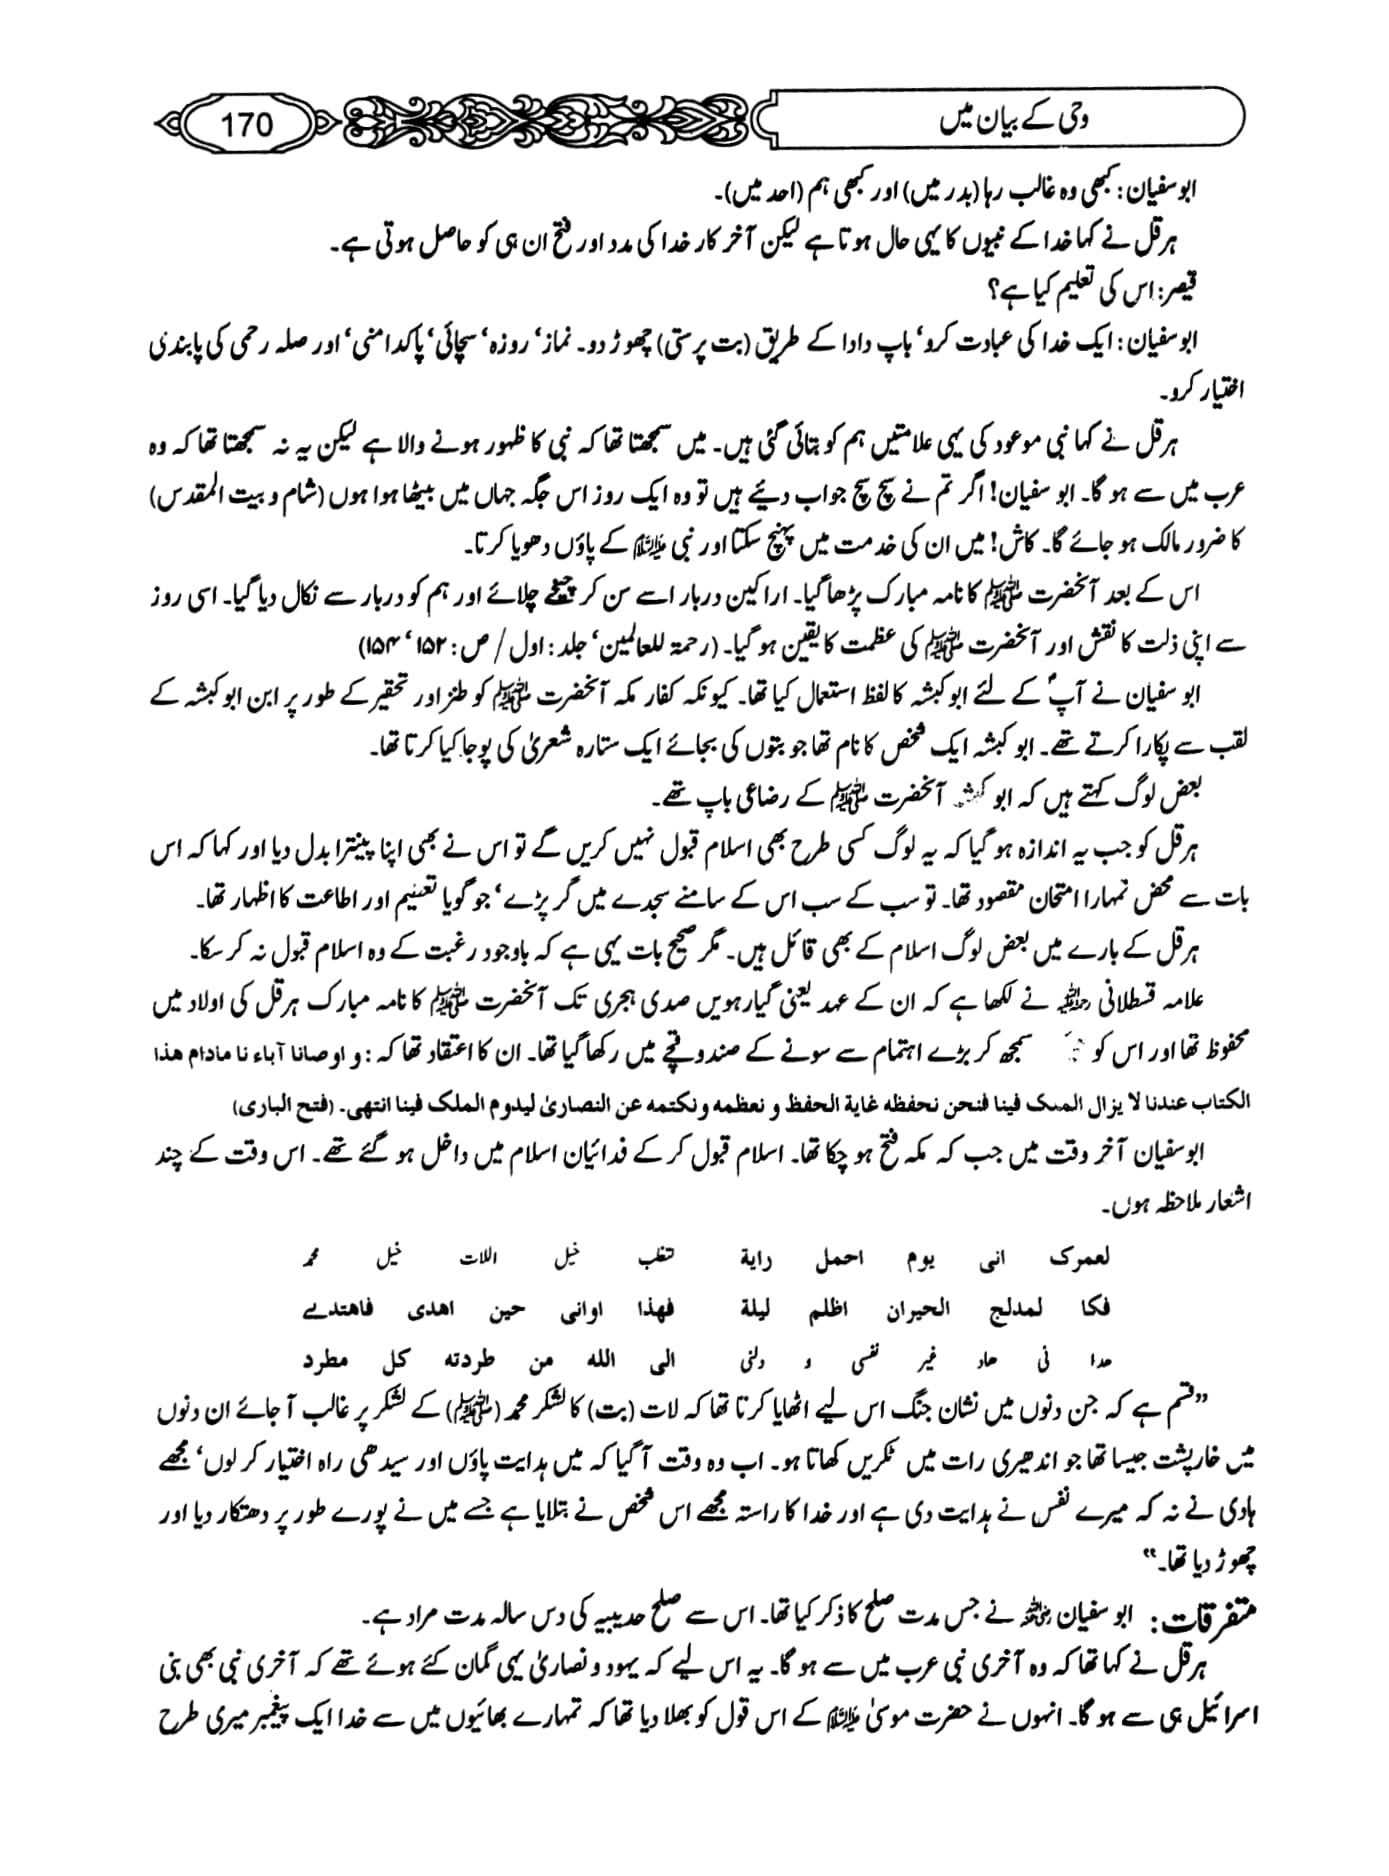 وحی کے بیان میں
170
ابوسفیان: کبھی وہ غالب رہا (بدر میں) اور کبھی ہم (احد میں)۔
ہرقل نے کہا خدا کے نبیوں کا یہی حال ہوتا ہے لیکن آخر کار خدا کی مدد اور فتح ان ہی کو حاصل ہوتی ہے۔
قیصر: اس کی تعلیم کیا ہے؟
ابوسفیان: ایک خدا کی عبادت کرو‘ باپ دادا کے طریق (بت پرستی) چھوڑ دو۔ نماز‘ روزہ‘ سچائی‘ پاکدامنی‘ اور صلہ رحمی کی پابندی
اختیار کرو۔
ہرقل نے کہا نبی موعود کی یہی علامتیں ہم کو بتائی گئی ہیں۔ میں سمجھتا تھا کہ نبی کا ظہور ہونے والا ہے لیکن یہ نہ سمجھتا تھا کہ وہ
عرب میں سے ہو گا۔ ابو سفیان! اگر تم نے سچ سچ جواب دیئے ہیں تو وہ ایک روز اس جگہ جہاں میں بیٹھا ہوا ہوں (شام و بیت المقدس)
کا ضرور مالک ہو جائے گا۔ کاش! میں ان کی خدمت میں پہنچ سکتا اور نبی ﷺ کے پاؤں دھویا کرتا۔
اس کے بعد آنحضرت ﷺ کا نامہ مبارک پڑھا گیا۔ اراکین دربار اسے سن کر چیخے چلائے اور ہم کو دربار سے نکال دیا گیا۔ اسی روز
سے اپنی ذلت کا نقش اور آنحضرت ﷺ کی عظمت کا یقین ہو گیا۔ (رحمۃ للعالمین‘ جلد: اول / ص: ۱۵۲‘ ۱۵۴)
ابو سفیان نے آپؐ کے لئے ابو کبشہ کا لفظ استعمال کیا تھا۔ کیونکہ کفار مکہ آنحضرت ﷺ کو طنز اور تحقیر کے طور پر ابن ابو کبشہ کے
لقب سے پکارا کرتے تھے۔ ابو کبشہ ایک شخص کا نام تھا جو بتوں کی بجائے ایک ستارہ شعریٰ کی پوجا کیا کرتا تھا۔
بعض لوگ کہتے ہیں کہ ابو کبشہ آنحضرت ﷺ کے رضاعی باپ تھے۔
ہرقل کو جب یہ اندازہ ہو گیا کہ یہ لوگ کسی طرح بھی اسلام قبول نہیں کریں گے تو اس نے بھی اپنا پینترا بدل دیا اور کہا کہ اس
بات سے محض تمہارا امتحان مقصود تھا۔ تو سب کے سب اس کے سامنے سجدے میں گر پڑے‘ جو گویا تعظیم اور اطاعت کا اظہار تھا۔
ہرقل کے بارے میں بعض لوگ اسلام کے بھی قائل ہیں۔ مگر صحیح بات یہی ہے کہ باوجود رغبت کے وہ اسلام قبول نہ کر سکا۔
علامہ قسطلانی رحمہ اللہ نے لکھا ہے کہ ان کے عہد یعنی گیارہویں صدی ہجری تک آنحضرت ﷺ کا نامہ مبارک ہرقل کی اولاد میں
محفوظ تھا اور اس کو سمجھ کر بڑے اہتمام سے سونے کے صندوقچے میں رکھا گیا تھا۔ ان کا اعتقاد تھا کہ: و اوصانا آباء نا مادام هذا
الکتاب عندنا لا یزال الملک فینا فنحن نحفظه غایة الحفظ و نعظمه ونکتمه عن النصاریٰ لیدوم الملک فینا انتهی۔ (فتح الباری)
ابوسفیان آخر وقت میں جب کہ مکہ فتح ہو چکا تھا۔ اسلام قبول کر کے فدائیان اسلام میں داخل ہو گئے تھے۔ اس وقت کے چند
اشعار ملاحظہ ہوں۔
لعمرک انی یوم احمل رایة تغلب خیل اللات خیل محمد
فکا لمدلج الحیران اظلم لیلة فهذا اوانی حین اهدی فاهتدے
هدا نی هاد غیر نفسی و دلنی الی الله من طردته کل مطرد
”قسم ہے کہ جن دنوں میں نشان جنگ اس لیے اٹھایا کرتا تھا کہ لات (بت) کا لشکر محمد (ﷺ) کے لشکر پر غالب آ جائے ان دنوں
میں خارپشت جیسا تھا جو اندھیری رات میں ٹکریں کھاتا ہو۔ اب وہ وقت آ گیا کہ میں ہدایت پاؤں اور سیدھی راہ اختیار کر لوں‘ مجھے
ہادی نے نہ کہ میرے نفس نے ہدایت دی ہے اور خدا کا راستہ مجھے اس شخص نے بتلایا ہے جسے میں نے پورے طور پر دھتکار دیا اور
چھوڑ دیا تھا۔“
متفرقات: ابو سفیان رضی اللہ عنہ نے جس مدت صلح کا ذکر کیا تھا۔ اس سے صلح حدیبیہ کی دس سالہ مدت مراد ہے۔
ہرقل نے کہا تھا کہ وہ آخری نبی عرب میں سے ہو گا۔ یہ اس لیے کہ یہود و نصاریٰ یہی گمان کئے ہوئے تھے کہ آخری نبی بھی بنی
اسرائیل ہی سے ہو گا۔ انہوں نے حضرت موسیٰ علیہ السلام کے اس قول کو بھلا دیا تھا کہ تمہارے بھائیوں میں سے خدا ایک پیغمبر میری طرح